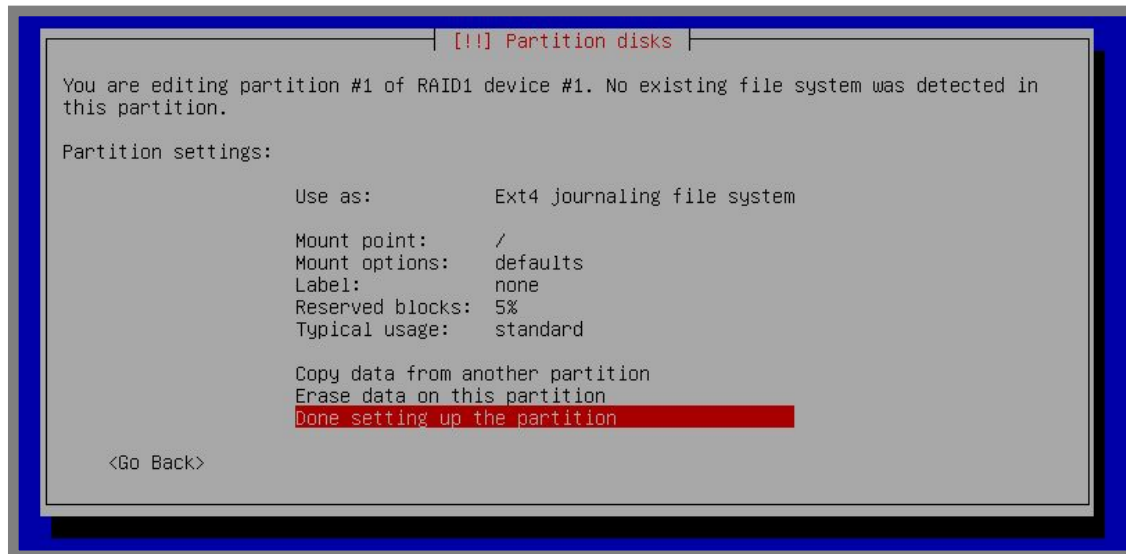 [!!] Partition disks
You are editing partition #1 of RAID1 device #1. No existing file system was detected in
this partition.
Partition settings:
Use as: Ext4 journaling file system
Mount point: /
Mount options: defaults
Label: none
Reserved blocks: 5%
Typical usage: standard
Copy data from another partition
Erase data on this partition
Done setting up the partition
<Go Back>